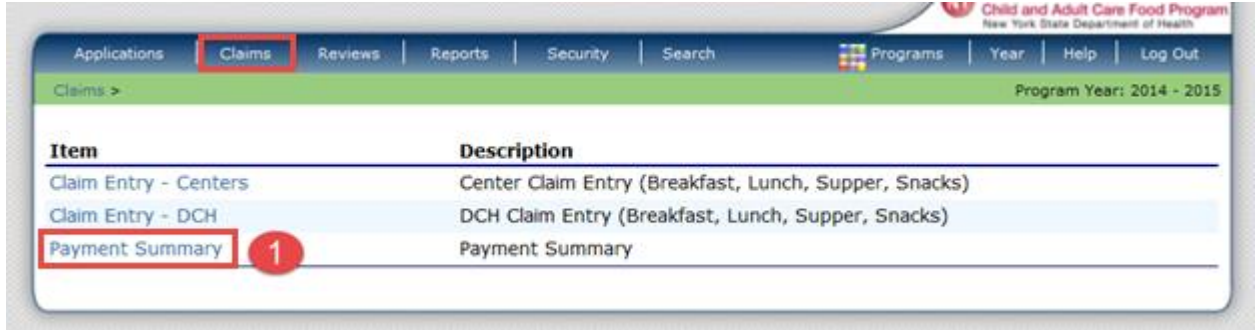 Child and Adult Care Food Program
New York State Department of Health
Applications Claims Reviews Reports Security Search Programs Year Help Log Out
Claims > Program Year: 2014 - 2015
Item Description
Claim Entry - Centers Center Claim Entry (Breakfast, Lunch, Supper, Snacks)
Claim Entry - DCH DCH Claim Entry (Breakfast, Lunch, Supper, Snacks)
Payment Summary 1 Payment Summary